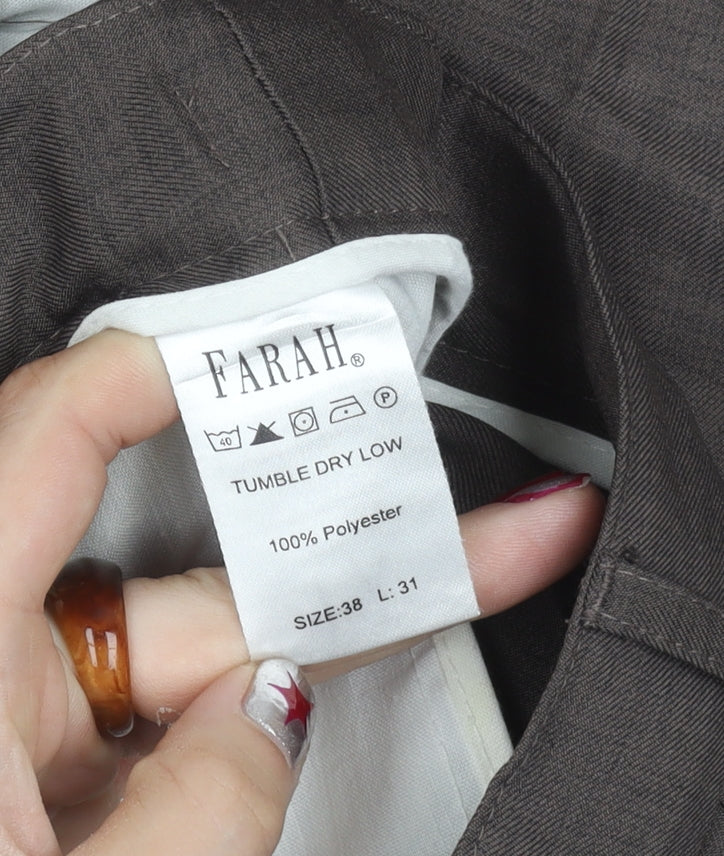 FARAH®
40 P
TUMBLE DRY LOW
100% Polyester
SIZE:38 L: 31